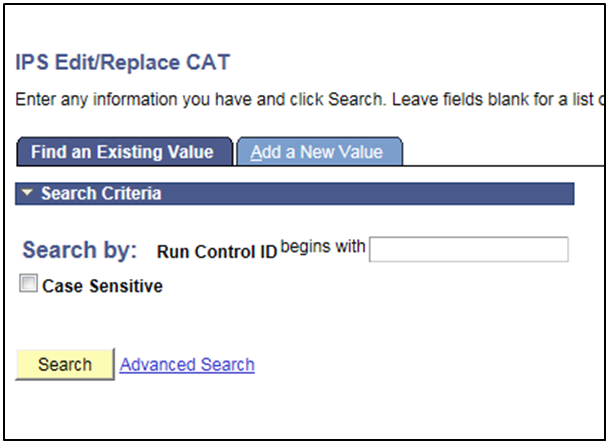 IPS Edit/Replace CAT
Enter any information you have and click Search. Leave fields blank for a list
Find an Existing Value Add a New Value
Search Criteria
Search by: Run Control ID begins with
Case Sensitive
Search Advanced Search